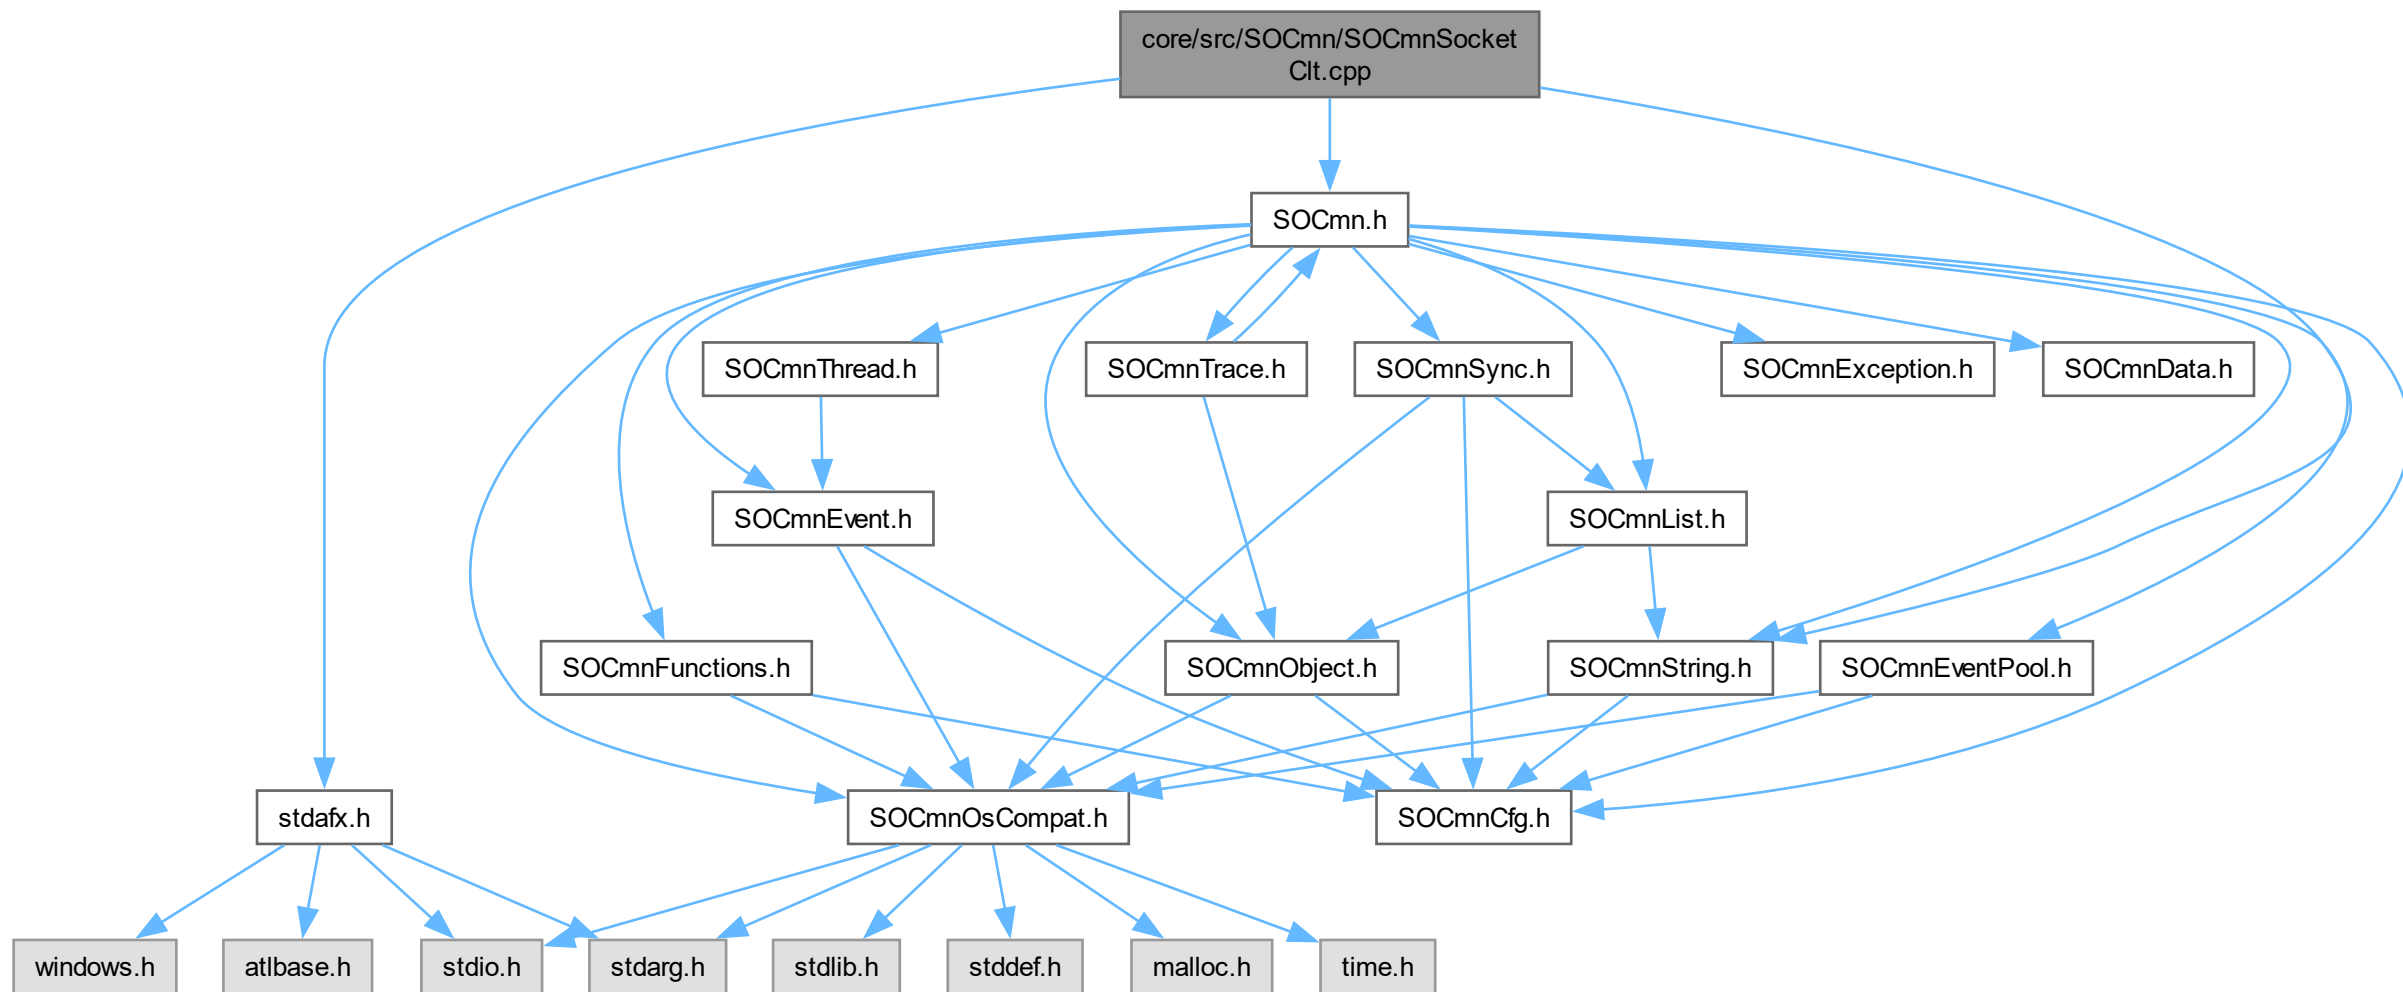 core/src/SOCmn/SOCmnSocket
Clt.cpp
SOCmn.h
SOCmnThread.h
SOCmnTrace.h
SOCmnSync.h
SOCmnException.h
SOCmnData.h
SOCmnEvent.h
SOCmnList.h
SOCmnFunctions.h
SOCmnObject.h
SOCmnString.h
SOCmnEventPool.h
stdafx.h
SOCmnOsCompat.h
SOCmnCfg.h
windows.h
atlbase.h
stdio.h
stdarg.h
stdlib.h
stddef.h
malloc.h
time.h